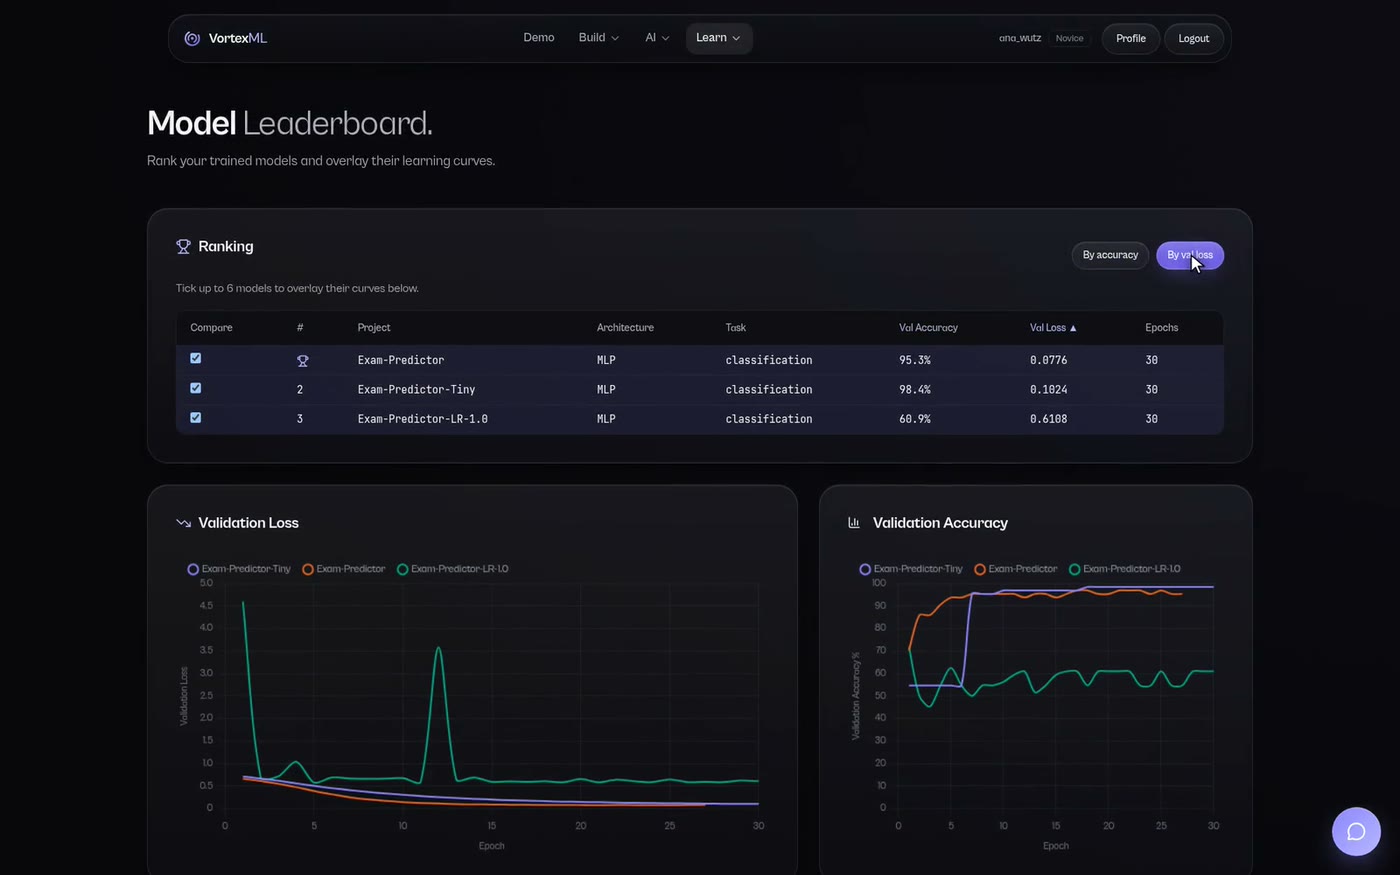 VortexML Demo Build AI Learn ana_wutz Novice Profile Logout
Model Leaderboard.
Rank your trained models and overlay their learning curves.
Ranking By accuracy By val loss
Tick up to 6 models to overlay their curves below.
Compare # Project Architecture Task Val Accuracy Val Loss ▲ Epochs
Exam-Predictor MLP classification 95.3% 0.0776 30
2 Exam-Predictor-Tiny MLP classification 98.4% 0.1024 30
3 Exam-Predictor-LR-1.0 MLP classification 60.9% 0.6108 30
Validation Loss
Exam-Predictor-Tiny Exam-Predictor Exam-Predictor-LR-1.0
5.0
4.5
4.0
3.5
3.0
2.5
2.0
1.5
1.0
0.5
0
Validation Loss
0 5 10 15 20 25 30
Epoch
Validation Accuracy
Exam-Predictor-Tiny Exam-Predictor Exam-Predictor-LR-1.0
100
90
80
70
60
50
40
30
20
10
0
Validation Accuracy %
0 5 10 15 20 25 30
Epoch